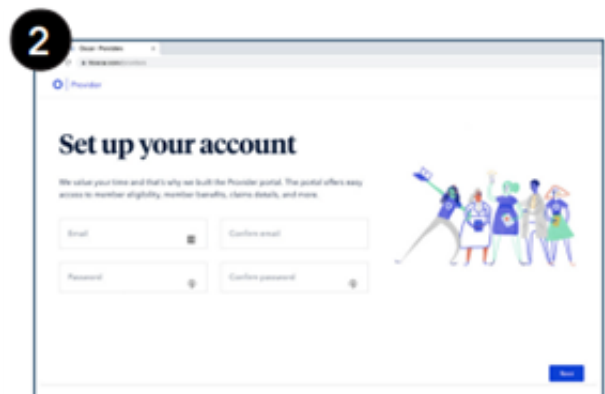 2
Oscar - Providers
Provider
Set up your account
We value your time and that's why we built the Provider portal. The portal offers easy
access to member eligibility, member benefits, claims details, and more.
Email
Confirm email
Password
Confirm password
Next